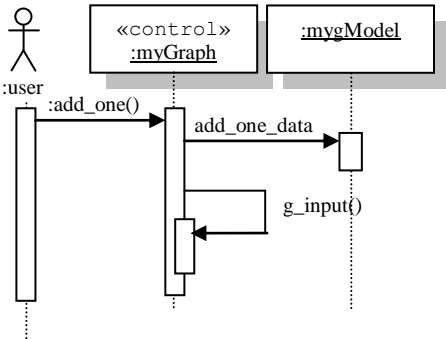 «control»
:myGraph
:mygModel
:user
:add_one()
add_one_data
g_input()